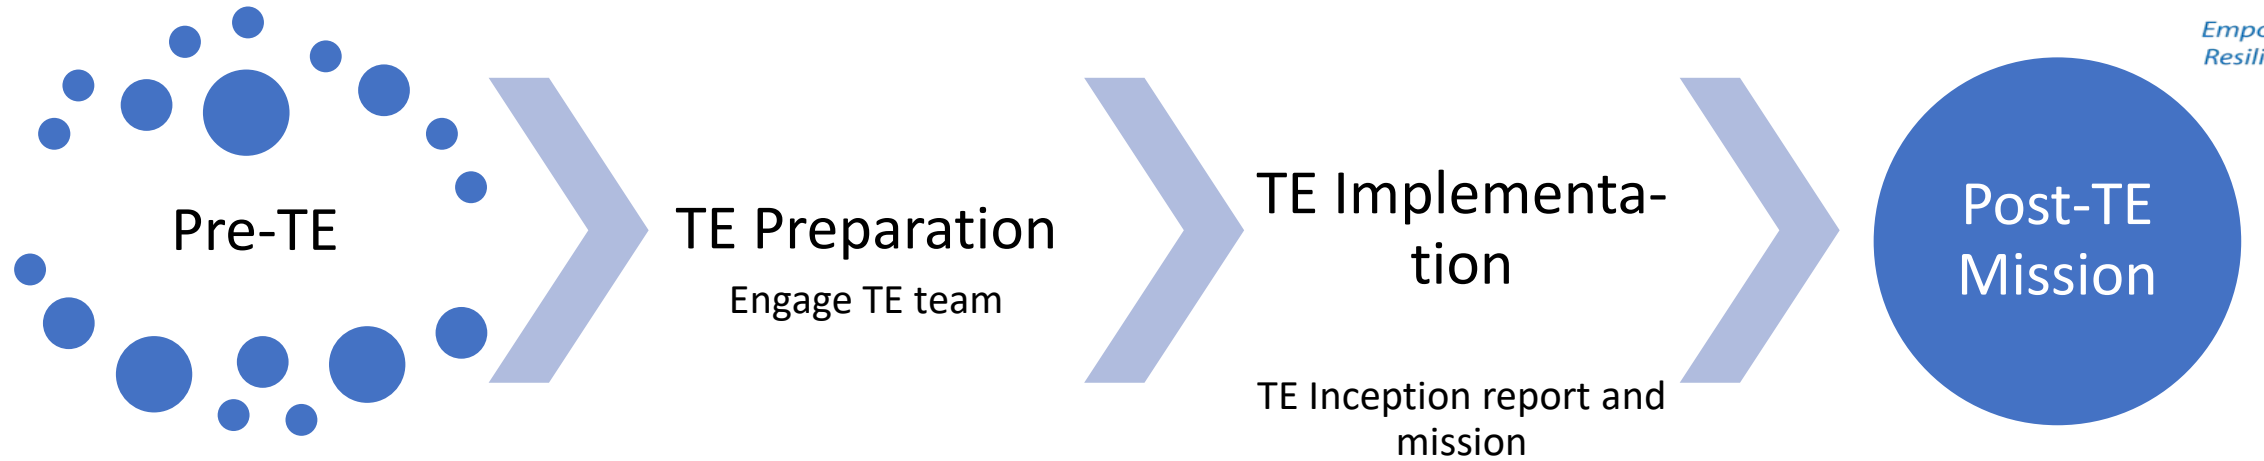 Pre-TE
TE Preparation
Engage TE team
TE Implementa-
tion
TE Inception report and
mission
Post-TE
Mission